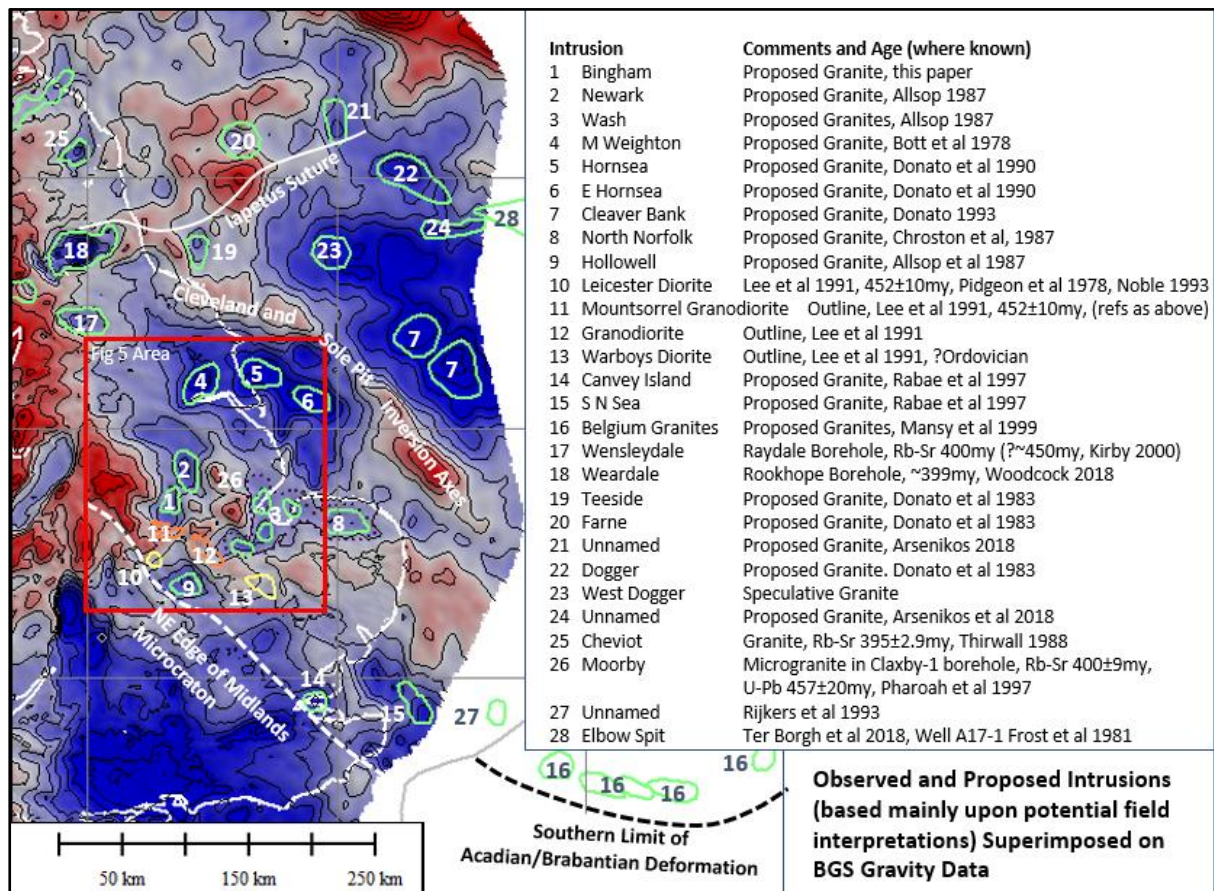 25
21
20
22
Iapetus Suture
24
28
18
19
23
Cleveland and
17
Sole Pit
Fig 5 Area
7
7
4
5
6
Inversion Axes
2
26
1
3
8
11
12
10
9
13
NE Edge of Midlands
Microcraton
14
15
27
16
16
16
16
Southern Limit of
Acadian/Brabantian Deformation
50 km 150 km 250 km
Intrusion Comments and Age (where known)
1 Bingham Proposed Granite, this paper
2 Newark Proposed Granite, Allsop 1987
3 Wash Proposed Granites, Allsop 1987
4 M Weighton Proposed Granite, Bott et al 1978
5 Hornsea Proposed Granite, Donato et al 1990
6 E Hornsea Proposed Granite, Donato et al 1990
7 Cleaver Bank Proposed Granite, Donato 1993
8 North Norfolk Proposed Granite, Chroston et al, 1987
9 Hollowell Proposed Granite, Allsop et al 1987
10 Leicester Diorite Lee et al 1991, 452±10my, Pidgeon et al 1978, Noble 1993
11 Mountsorrel Granodiorite Outline, Lee et al 1991, 452±10my, (refs as above)
12 Granodiorite Outline, Lee et al 1991
13 Warboys Diorite Outline, Lee et al 1991, ?Ordovician
14 Canvey Island Proposed Granite, Rabae et al 1997
15 S N Sea Proposed Granite, Rabae et al 1997
16 Belgium Granites Proposed Granites, Mansy et al 1999
17 Wensleydale Raydale Borehole, Rb-Sr 400my (?~450my, Kirby 2000)
18 Weardale Rookhope Borehole, ~399my, Woodcock 2018
19 Teeside Proposed Granite, Donato et al 1983
20 Farne Proposed Granite, Donato et al 1983
21 Unnamed Proposed Granite, Arsenikos 2018
22 Dogger Proposed Granite. Donato et al 1983
23 West Dogger Speculative Granite
24 Unnamed Proposed Granite, Arsenikos et al 2018
25 Cheviot Granite, Rb-Sr 395±2.9my, Thirwall 1988
26 Moorby Microgranite in Claxby-1 borehole, Rb-Sr 400±9my,
U-Pb 457±20my, Pharoah et al 1997
27 Unnamed Rijkers et al 1993
28 Elbow Spit Ter Borgh et al 2018, Well A17-1 Frost et al 1981
Observed and Proposed Intrusions
(based mainly upon potential field
interpretations) Superimposed on
BGS Gravity Data